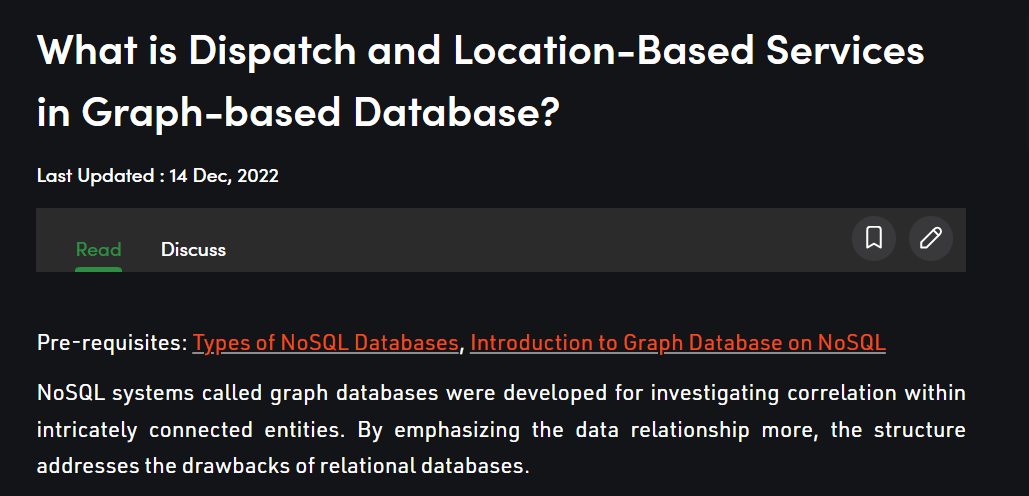 What is Dispatch and Location-Based Services
in Graph-based Database?
Last Updated : 14 Dec, 2022
Read Discuss
Pre-requisites: Types of NoSQL Databases, Introduction to Graph Database on NoSQL
NoSQL systems called graph databases were developed for investigating correlation within
intricately connected entities. By emphasizing the data relationship more, the structure
addresses the drawbacks of relational databases.